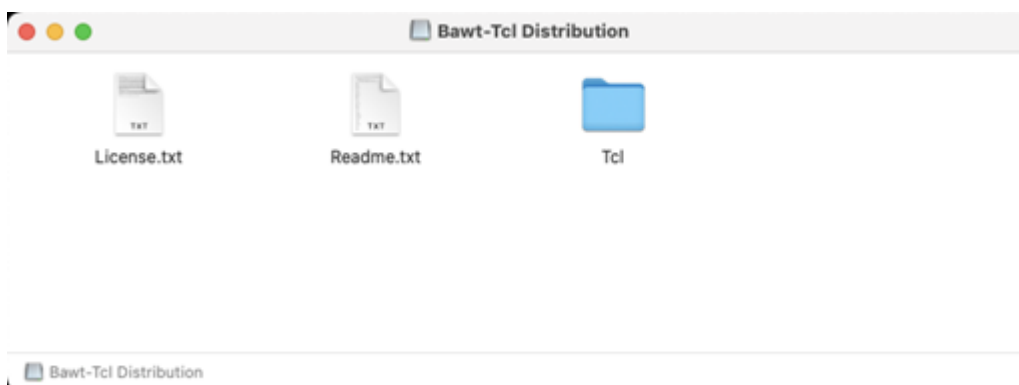 Bawt-Tcl Distribution
TXT
TXT
License.txt
Readme.txt
Tcl
Bawt-Tcl Distribution